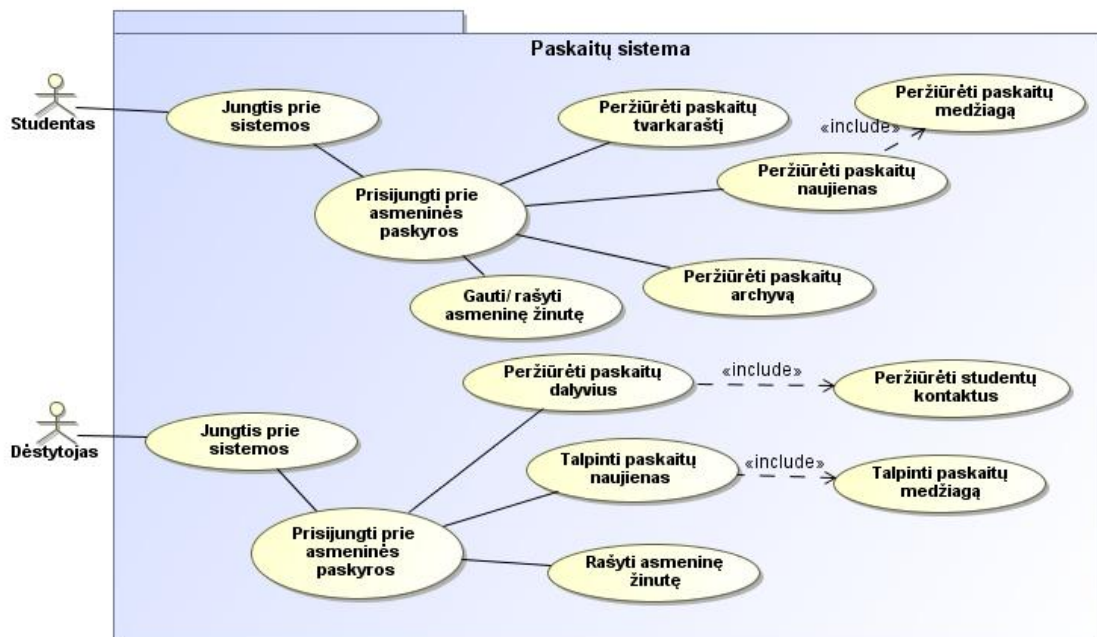 Paskaitų sistema
Studentas
Jungtis prie
sistemos
Peržiūrėti paskaitų
tvarkaraštį
Peržiūrėti paskaitų
medžiagą
«include»
Peržiūrėti paskaitų
naujienas
Prisijungti prie
asmeninės
paskyros
Peržiūrėti paskaitų
archyvą
Gauti/ rašyti
asmeninę žinutę
Peržiūrėti paskaitų
dalyvius
«include»
Peržiūrėti studentų
kontaktus
Dėstytojas
Jungtis prie
sistemos
Talpinti paskaitų
naujienas
«include»
Talpinti paskaitų
medžiagą
Prisijungti prie
asmeninės
paskyros
Rašyti asmeninę
žinutę